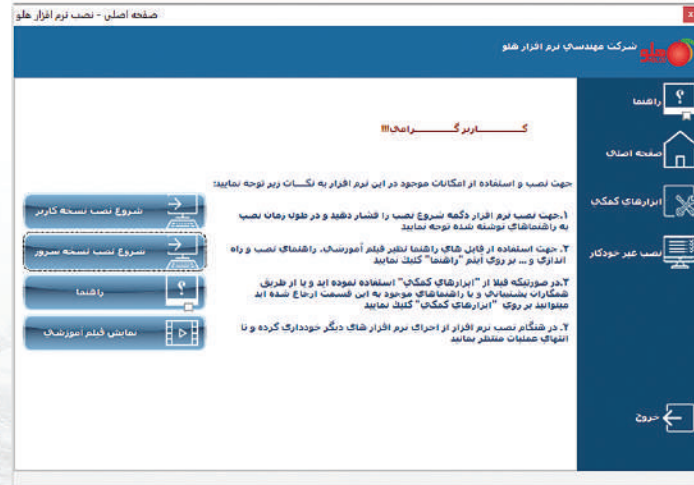 صفحه اصلی - نصب نرم افزار هلو
شرکت مهندسي نرم افزار هلو
هلو
راهنما
صفحه اصلی
ابزارهای کمکی
نصب غیر خودکار
خروج
کـــــــاربر گـــــــرامی!!!
جهت نصب و استفاده از امکانات موجود در این نرم افزار به نکـــات زیر توجه نمایید:
۱.جهت نصب نرم افزار دکمه شروع نصب را فشار دهید و در طول زمان نصب
به راهنماهای نوشته شده توجه نمایید
۲. جهت استفاده از فایل های راهنما نظیر فیلم آموزشی، راهنمای نصب و راه
اندازی و ... بر روی آیتم "راهنما" کلیك نمایید
۳.در صورتیکه قبلا از "ابزارهای کمکی" استفاده نموده اید و یا از طریق
همکاران پشتیبانی و یا راهنماهای موجود به این قسمت ارجاع شده اید
میتوانید بر روی "ابزارهای کمکی" کلیك نمایید
۴. در هنگام نصب نرم افزار از اجرای نرم افزار های دیگر خودداری کرده و تا
انتهای عملیات منتظر بمانید
شروع نصب نسخه کاربر
شروع نصب نسخه سرور
راهنما
نمایش فیلم آموزشی